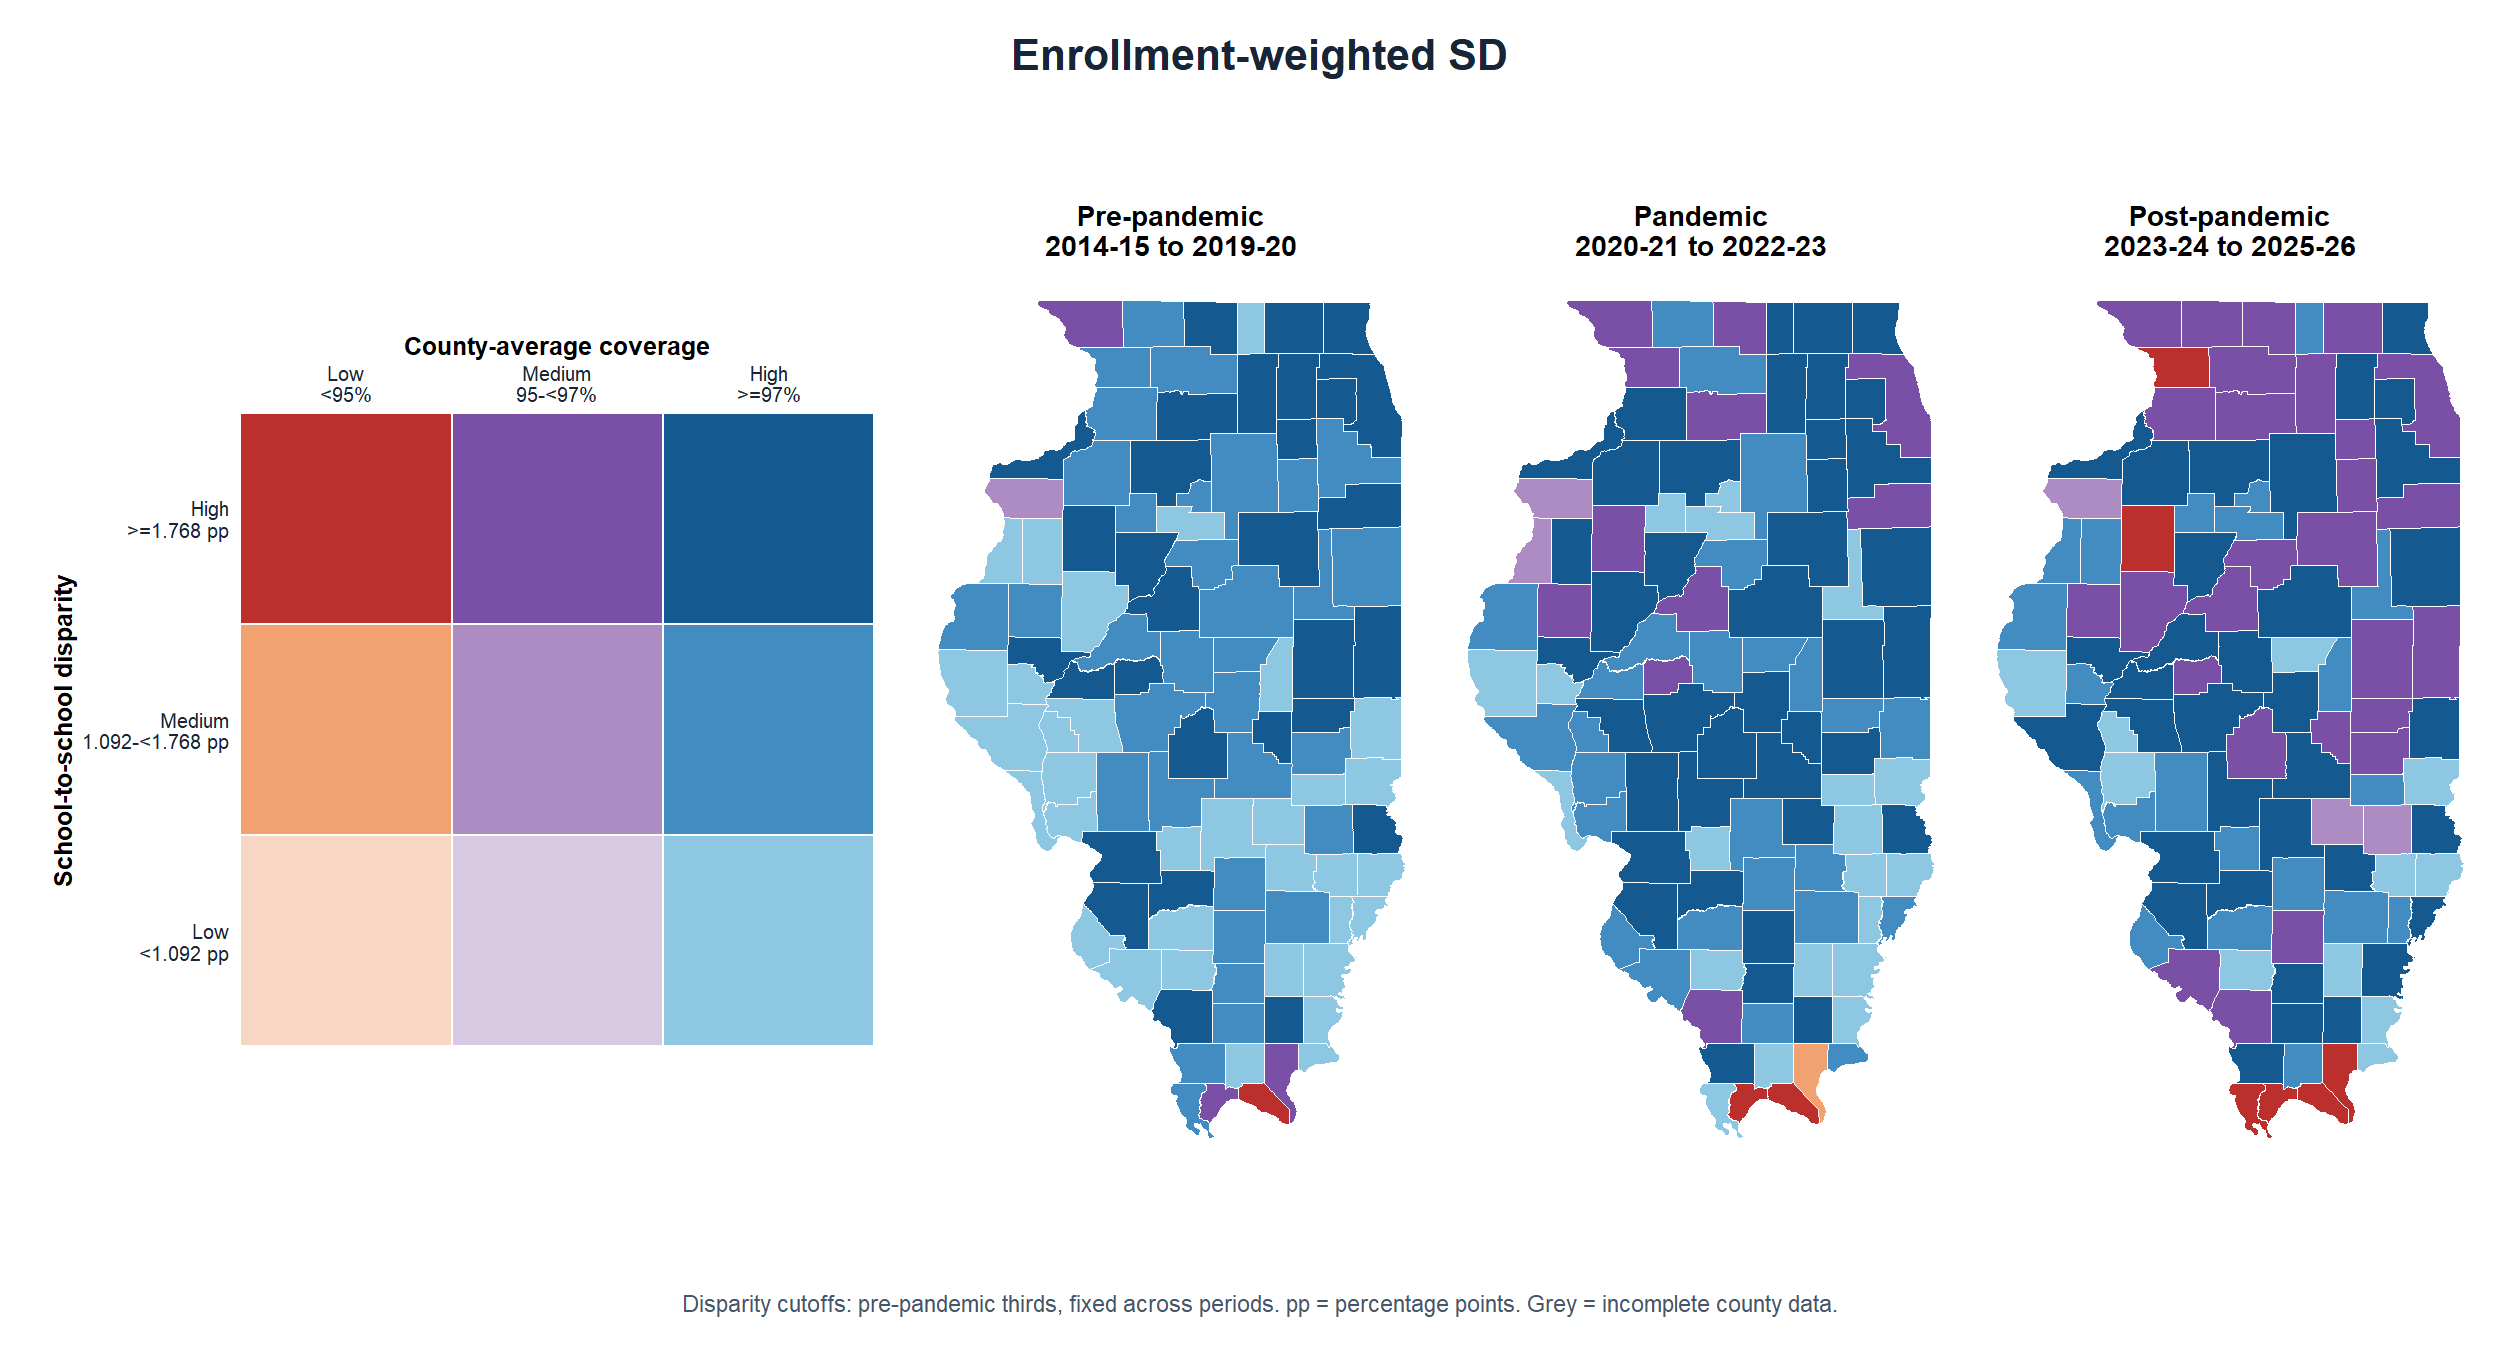 Enrollment-weighted SD
Pre-pandemic
2014-15 to 2019-20
Pandemic
2020-21 to 2022-23
Post-pandemic
2023-24 to 2025-26
County-average coverage
Low
<95%
Medium
95-<97%
High
>=97%
School-to-school disparity
High
>=1.768 pp
Medium
1.092-<1.768 pp
Low
<1.092 pp
Disparity cutoffs: pre-pandemic thirds, fixed across periods. pp = percentage points. Grey = incomplete county data.